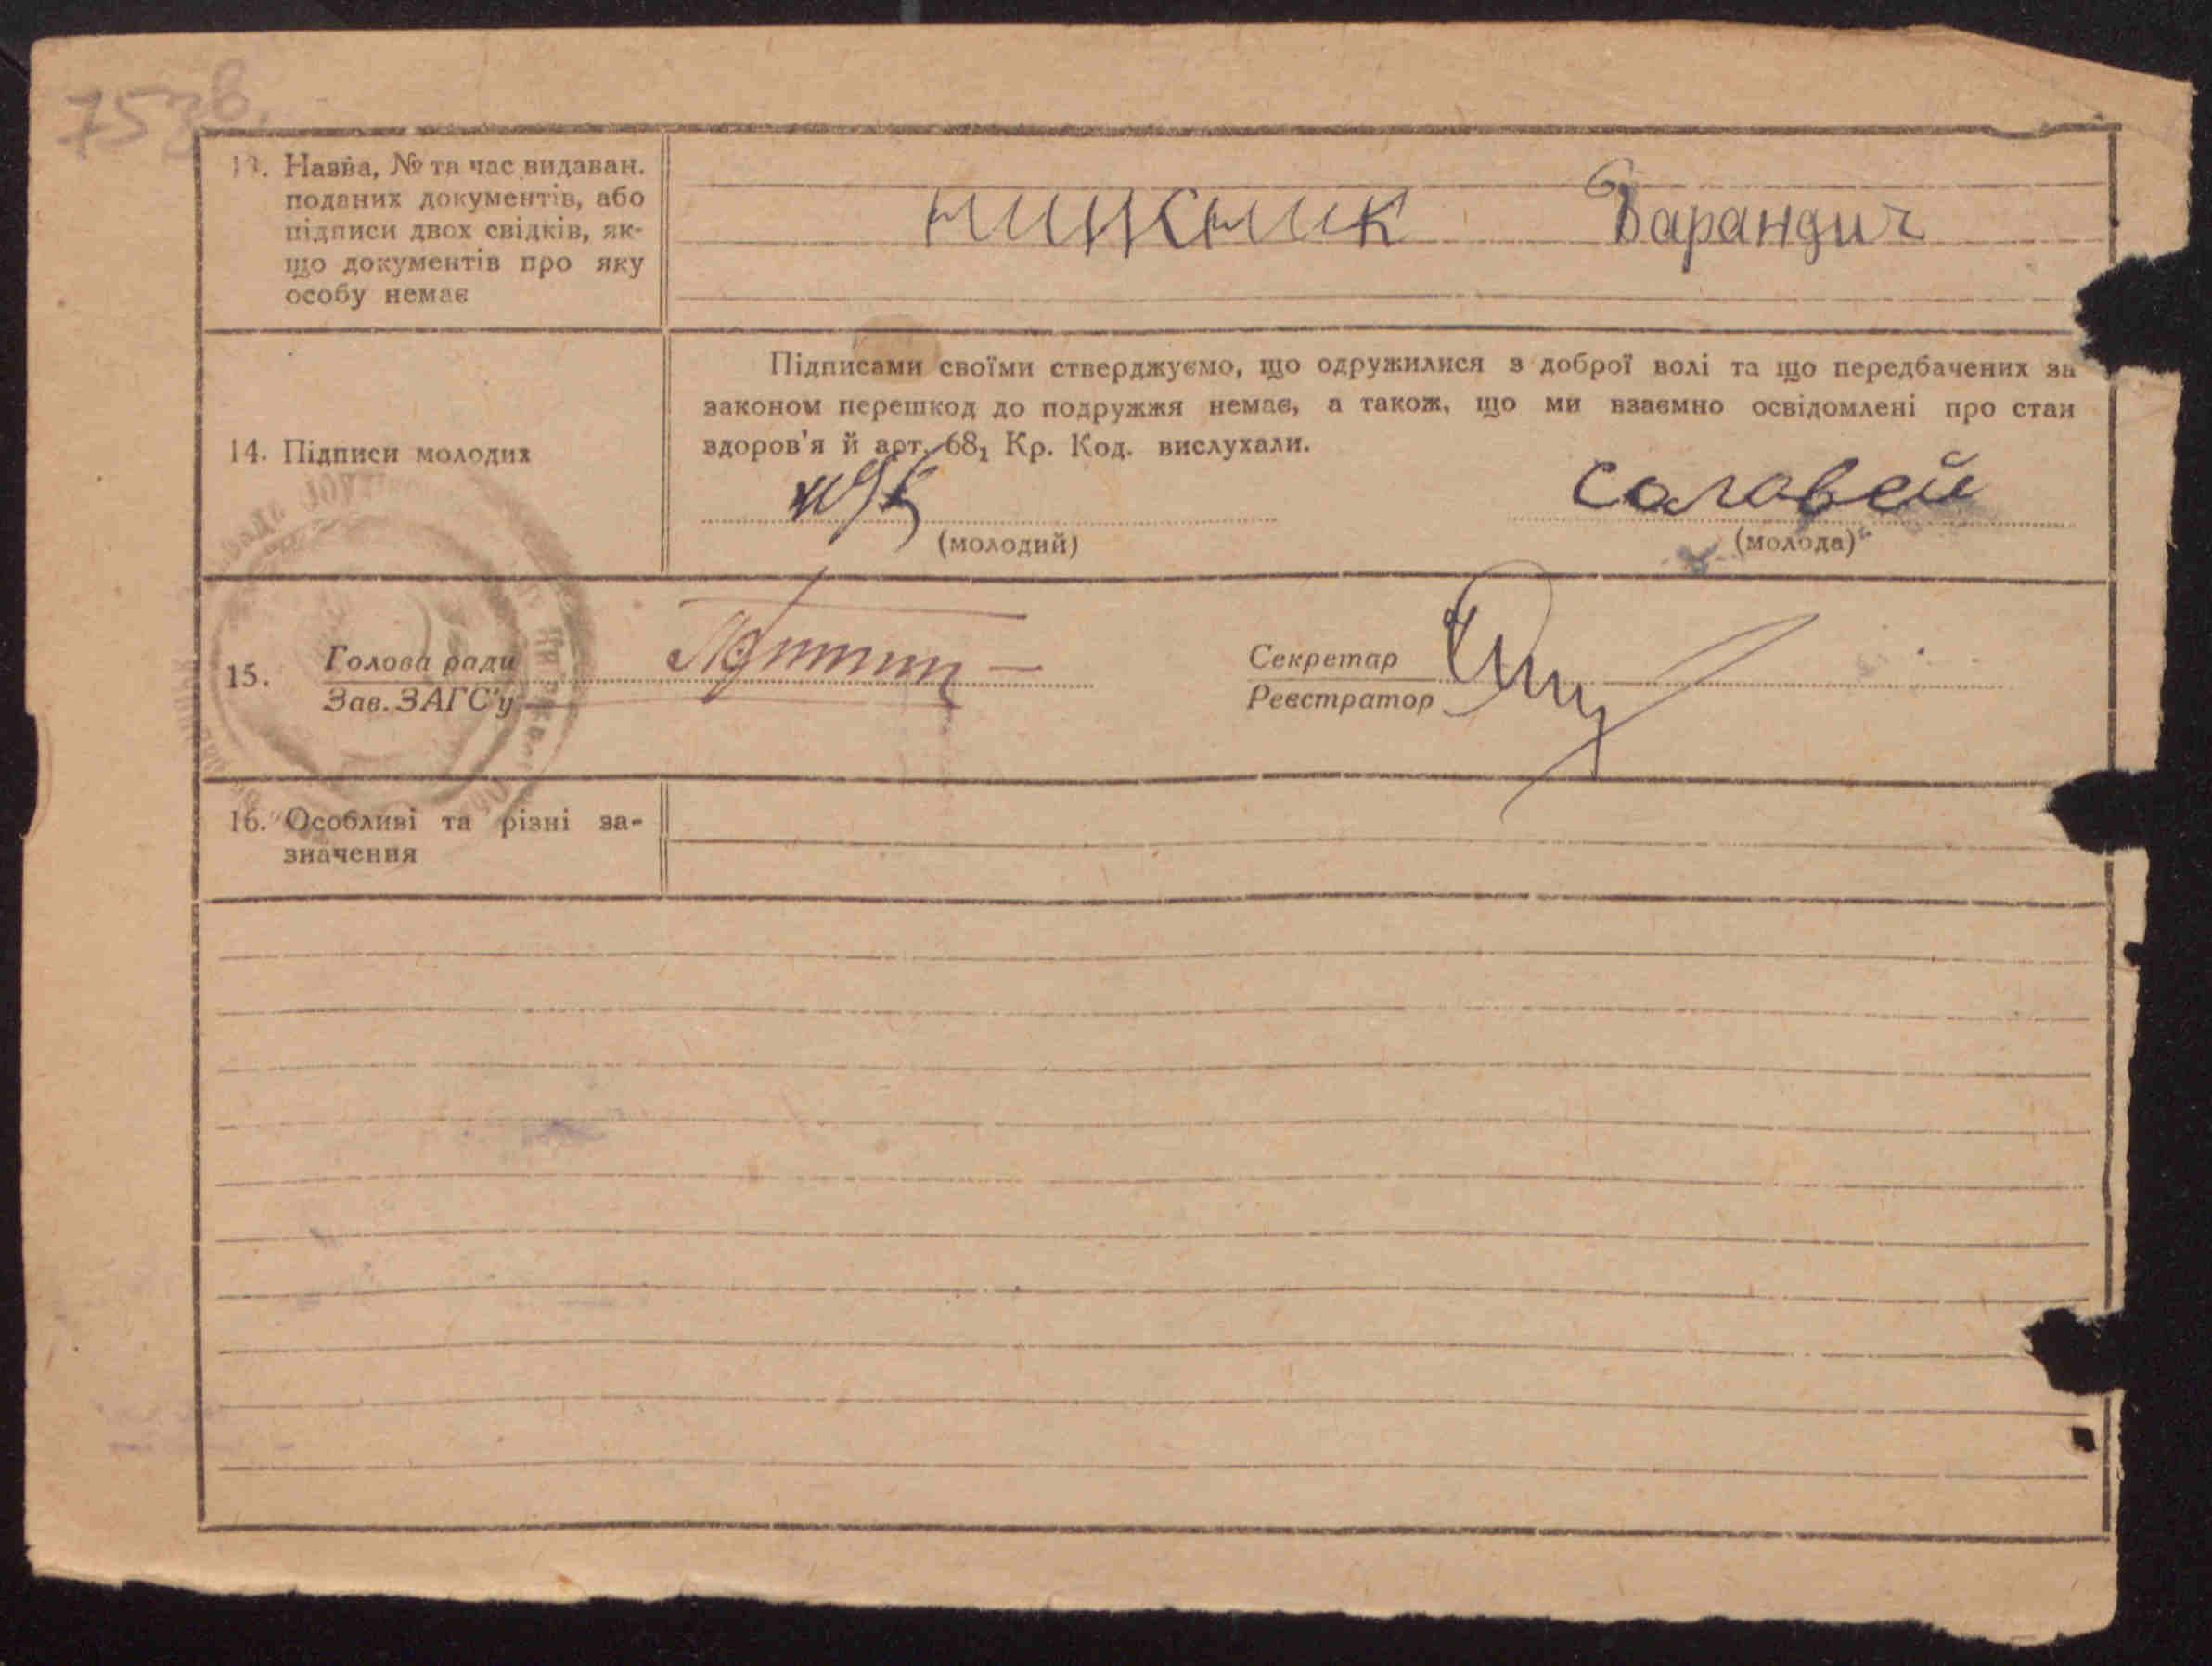 75зв.
13. Назва, № та час видаван.
поданих документів, або
підписи двох свідків, як-
що документів про яку
особу немає
Барандич
14. Підписи молодих
Підписами своїми стверджуємо, що одружилися з доброї волі та що передбачених за
законом перешкод до подружжя немає, а також, що ми взаємно освідомлені про стан
здоров'я й арт. 68₁ Кр. Код. вислухали.
Саловей
(молодий)
(молода)
15.
Голова ради
Зав. ЗАГС'у
Секретар
Реєстратор
16. Особливі та різні за-
значення